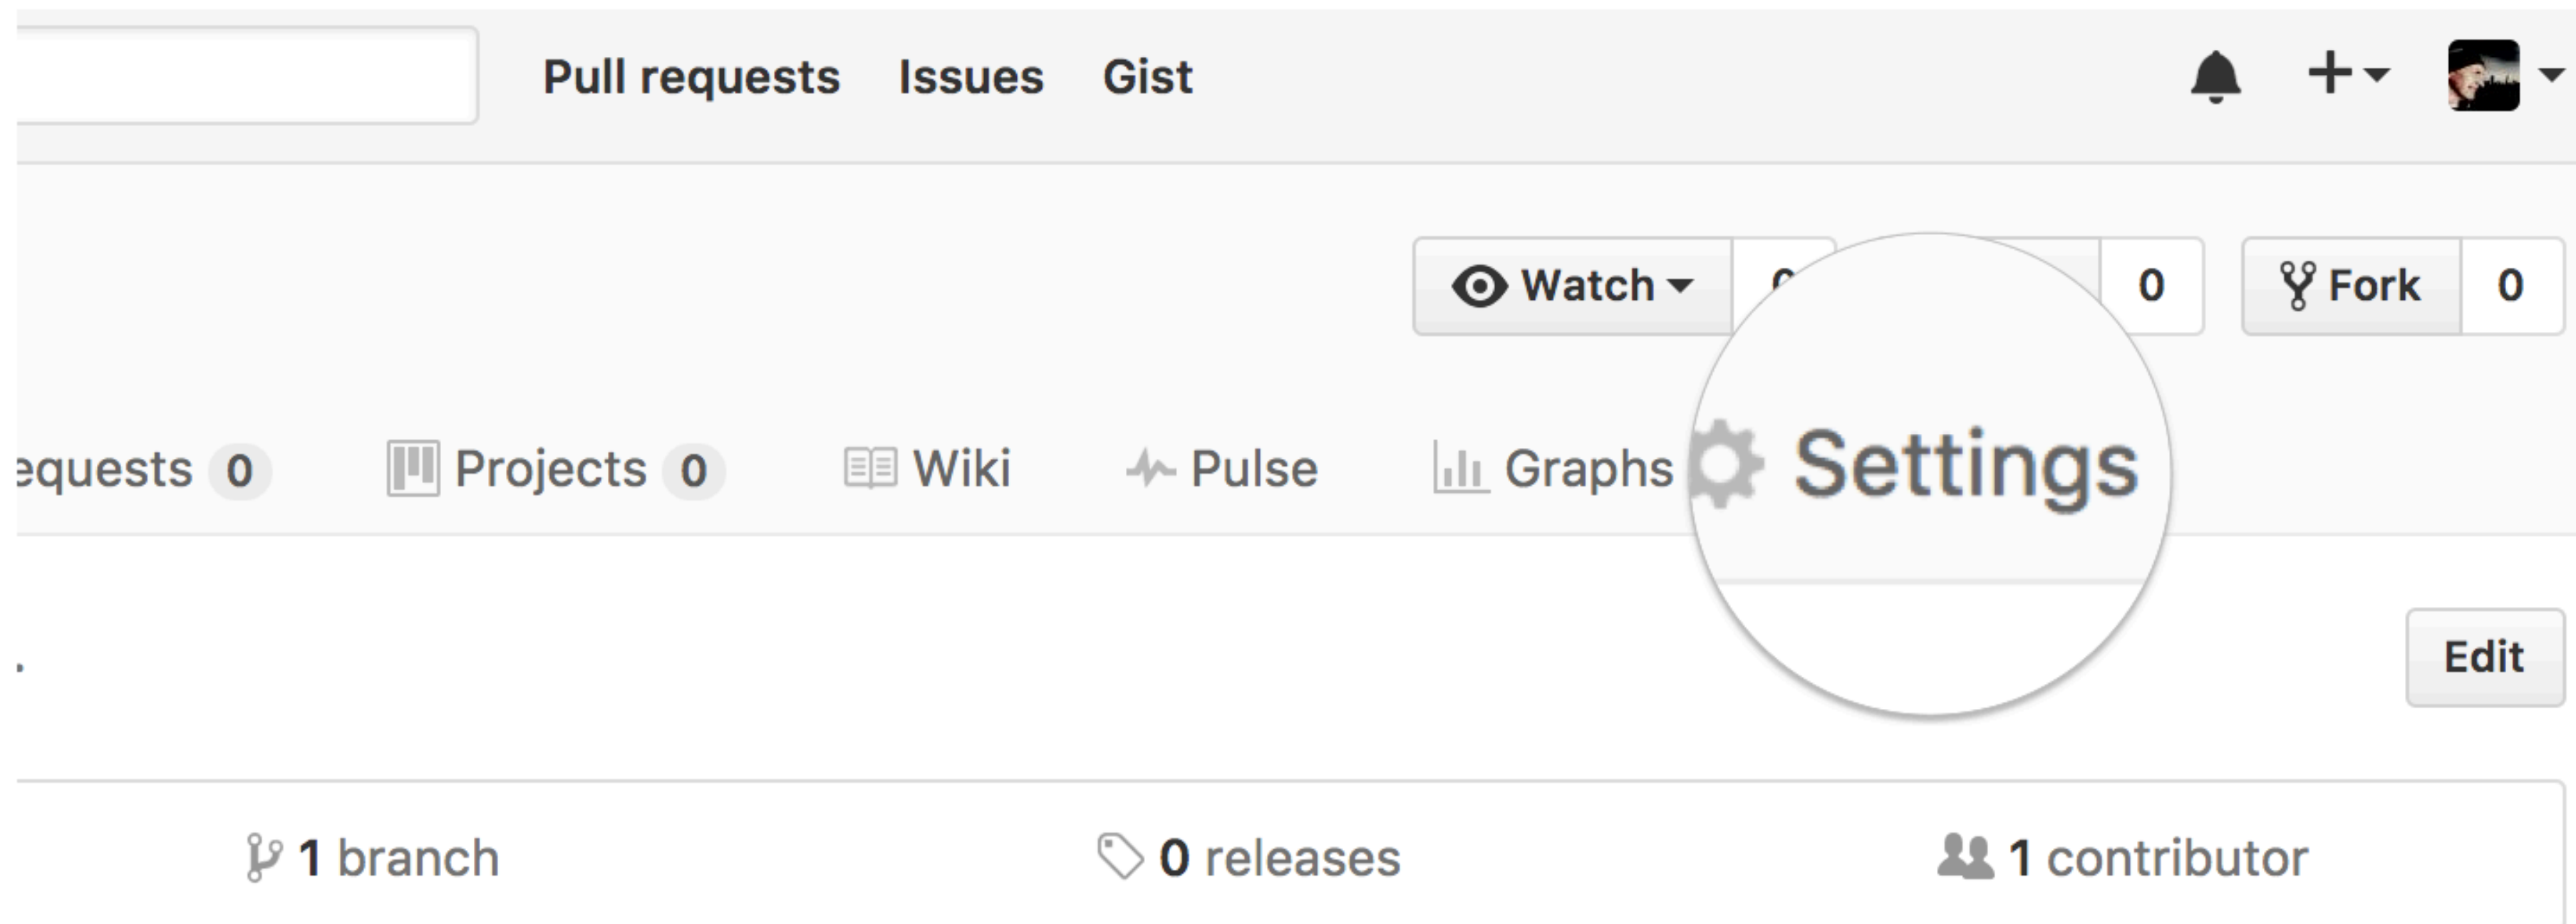 Pull requests Issues Gist
Watch 0 Fork 0
equests 0 Projects 0 Wiki Pulse Graphs Settings
Edit
1 branch 0 releases 1 contributor